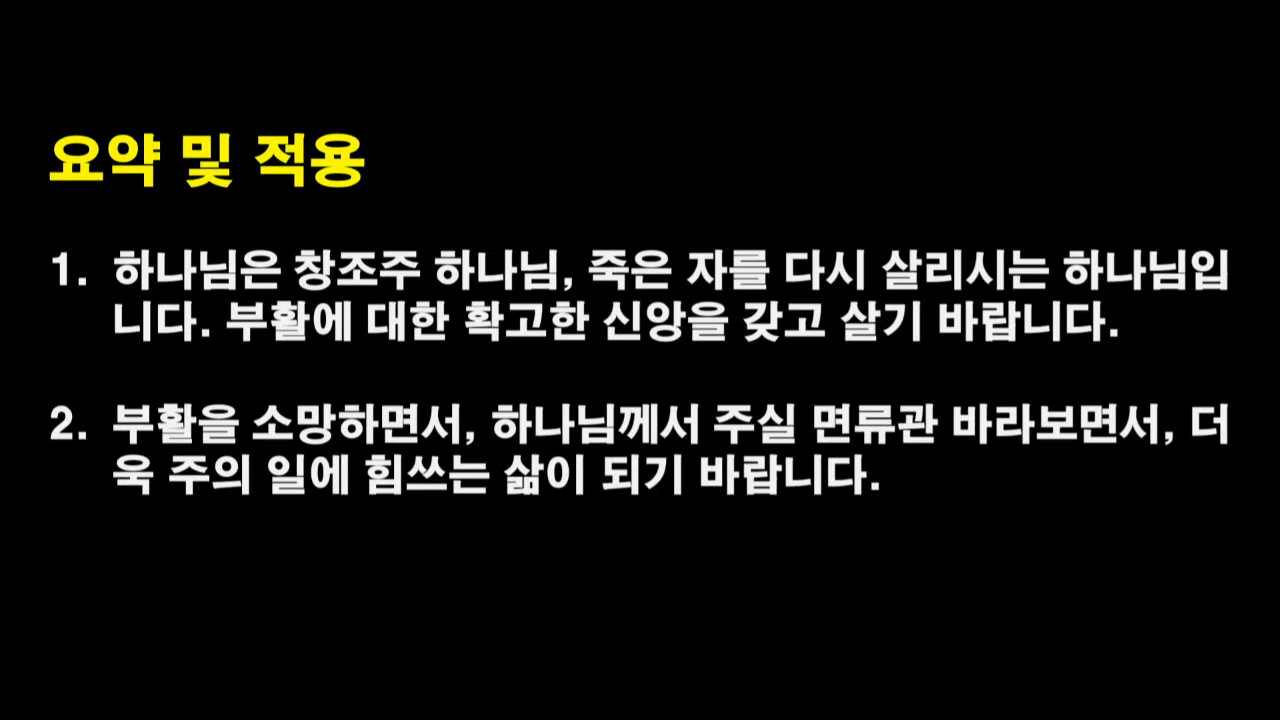 요약 및 적용
1. 하나님은 창조주 하나님, 죽은 자를 다시 살리시는 하나님입
니다. 부활에 대한 확고한 신앙을 갖고 살기 바랍니다.
2. 부활을 소망하면서, 하나님께서 주실 면류관 바라보면서, 더
욱 주의 일에 힘쓰는 삶이 되기 바랍니다.